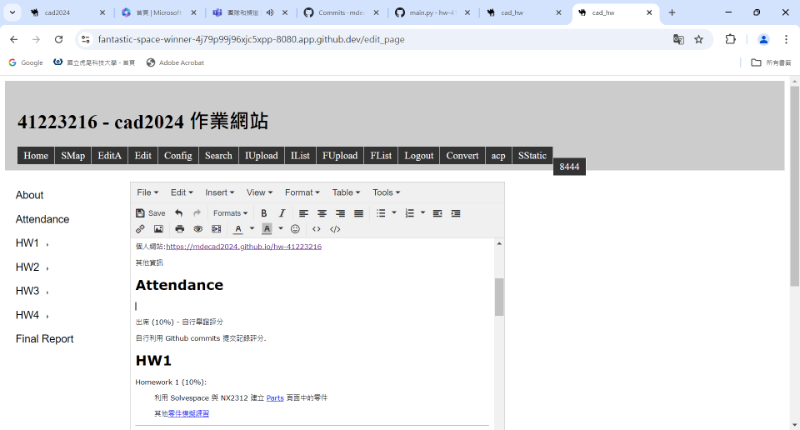 cad2024
首頁 | Microsoft
團隊和頻道
Commits · mde
main.py - hw-4
cad_hw
cad_hw
fantastic-space-winner-4j79p99j96xjc5xpp-8080.app.github.dev/edit_page
Google
國立虎尾科技大學 - 首頁
Adobe Acrobat
所有書籤
41223216 - cad2024 作業網站
Home SMap EditA Edit Config Search IUpload IList FUpload FList Logout Convert acp SStatic
8444
About
Attendance
HW1
HW2
HW3
HW4
Final Report
File Edit Insert View Format Table Tools
Save Formats B I
A A
個人網站:https://mdecad2024.github.io/hw-41223216
其他資訊
Attendance
出席 (10%) - 自行舉證評分
自行利用 Github commits 提交記錄評分.
HW1
Homework 1 (10%):
利用 Solvespace 與 NX2312 建立 Parts 頁面中的零件
其他零件模擬練習